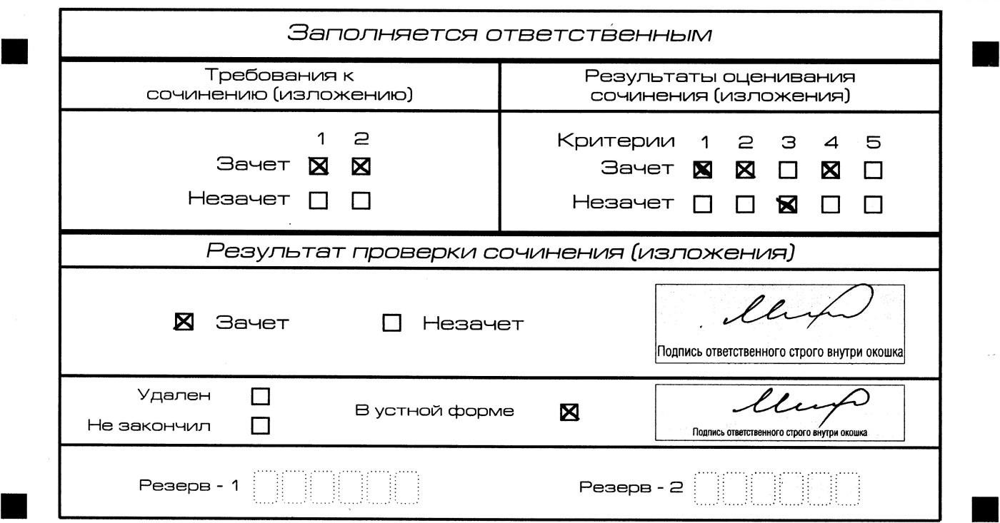 Заполняется ответственным
Требования к
сочинению (изложению)
Результаты оценивания
сочинения (изложения)
1 2
Зачет
Незачет
Критерии 1 2 3 4 5
Зачет
Незачет
Результат проверки сочинения (изложения)
Зачет
Незачет
Подпись ответственного строго внутри окошка
Удален
Не закончил
В устной форме
Подпись ответственного строго внутри окошка
Резерв - 1
Резерв - 2